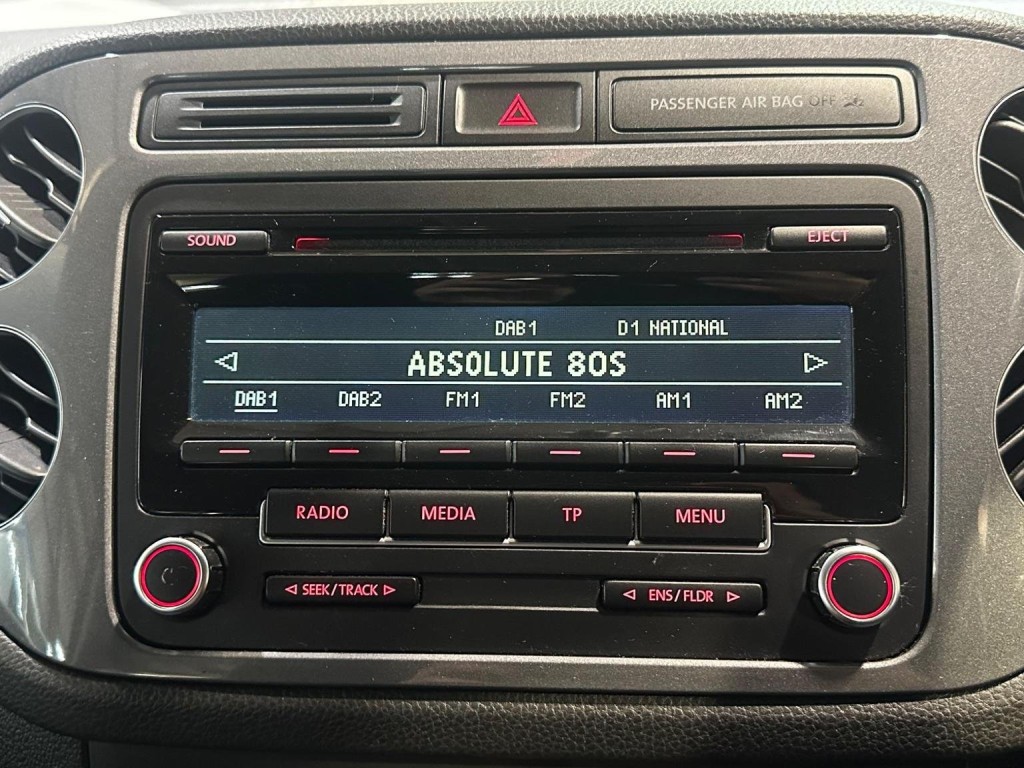 PASSENGER AIR BAG OFF
SOUND
EJECT
DAB1 D1 NATIONAL
ABSOLUTE 80S
DAB1 DAB2 FM1 FM2 AM1 AM2
RADIO MEDIA TP MENU
SEEK/TRACK ENS/FLDR